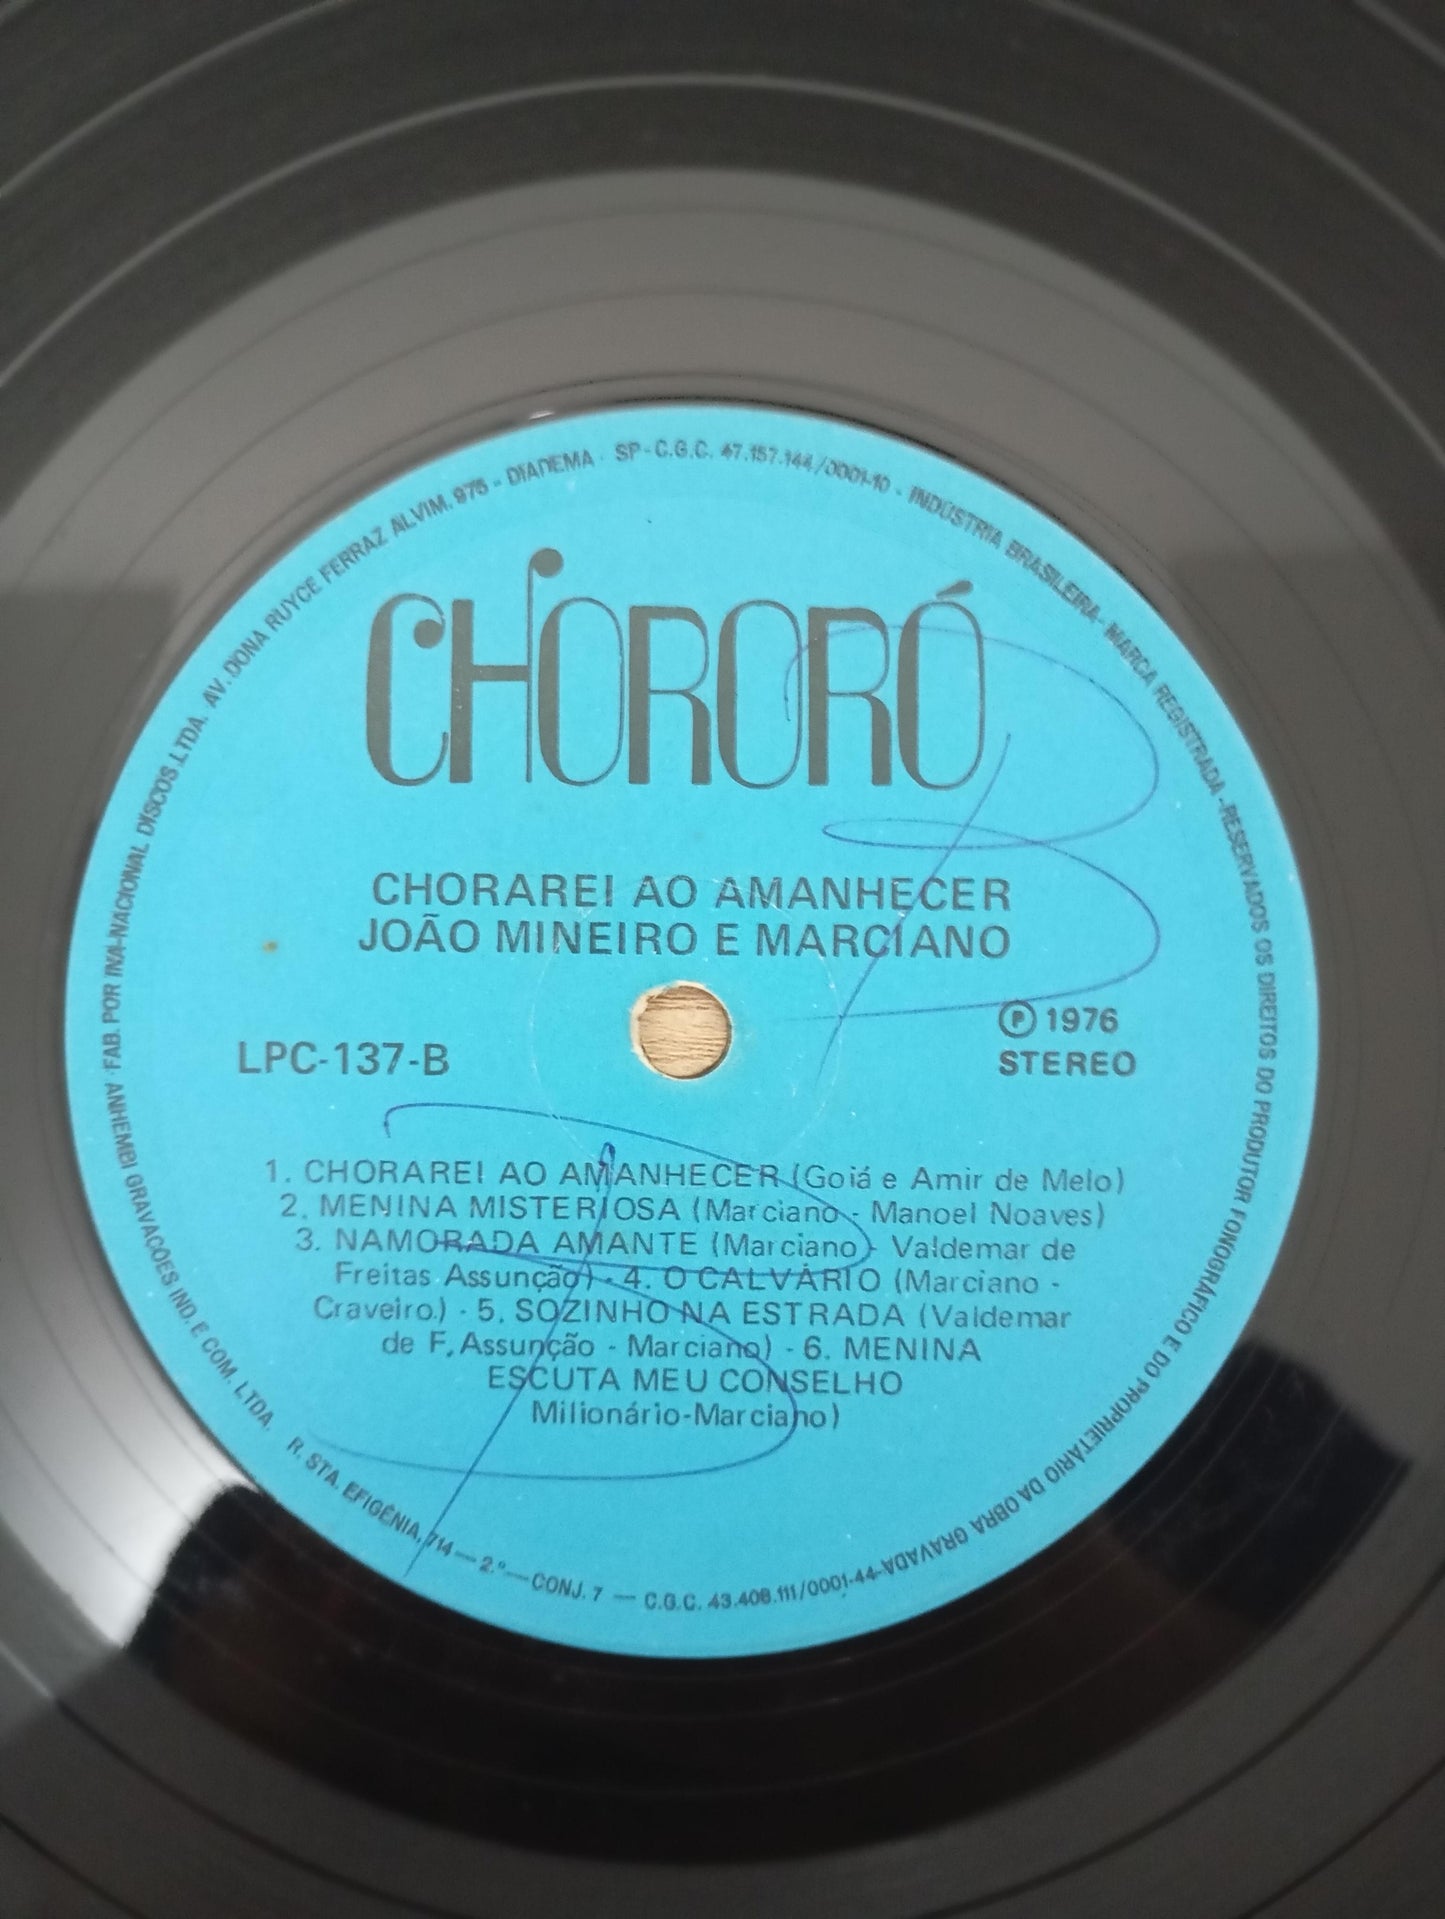 CHORORÓ
CHORAREI AO AMANHECER
JOÃO MINEIRO E MARCIANO
LPC-137-B
℗ 1976
STEREO
1. CHORAREI AO AMANHECER (Goiá e Amir de Melo)
2. MENINA MISTERIOSA (Marciano - Manoel Noaves)
3. NAMORADA AMANTE (Marciano - Valdemar de
Freitas Assunção) - 4. O CALVÁRIO (Marciano -
Craveiro.) - 5. SOZINHO NA ESTRADA (Valdemar
de F. Assunção - Marciano) - 6. MENINA
ESCUTA MEU CONSELHO
Milionário-Marciano)
FAB. POR INA-NACIONAL DISCOS LTDA. AV. DONA RUYCE FERRAZ ALVIM. 975 - DIADEMA - SP - C.G.C. 47.157.144/0001-10 - INDÚSTRIA BRASILEIRA - MARCA REGISTRADA - RESERVADOS OS DIREITOS DO PRODUTOR FONOGRÁFICO E DO PROPRIETÁRIO DA OBRA GRAVADA -
ANHEMBI GRAVACOES IND. E COM. LTDA. R. STA. EFIGÊNIA, 714 — 2.º — CONJ. 7 — C.G.C. 43.408.111/0001-44
B
B